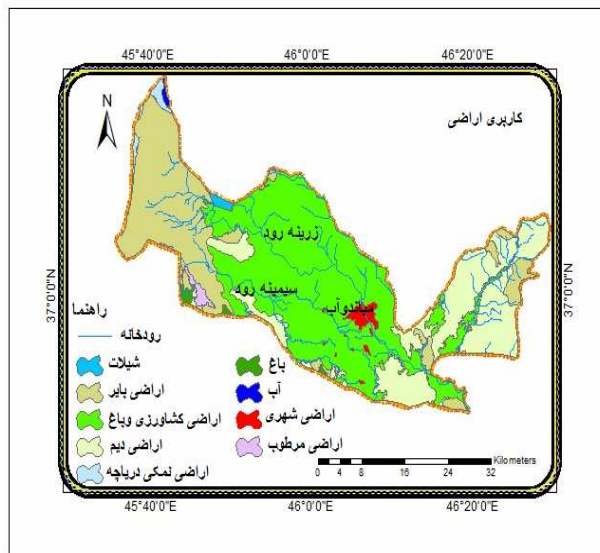 45°40'0"E 46°0'0"E 46°20'0"E
N
کاربری اراضی
زرینه رود
سیمینه رود
میاندوآب
37°0'0"N 37°0'0"N
راهنما
رودخانه
شیلات
اراضی بایر
اراضی کشاورزی وباغ
اراضی دیم
اراضی نمکی دریاچه
باغ
آب
اراضی شهری
اراضی مرطوب
Kilometers
0 4 8 16 24 32
45°40'0"E 46°0'0"E 46°20'0"E